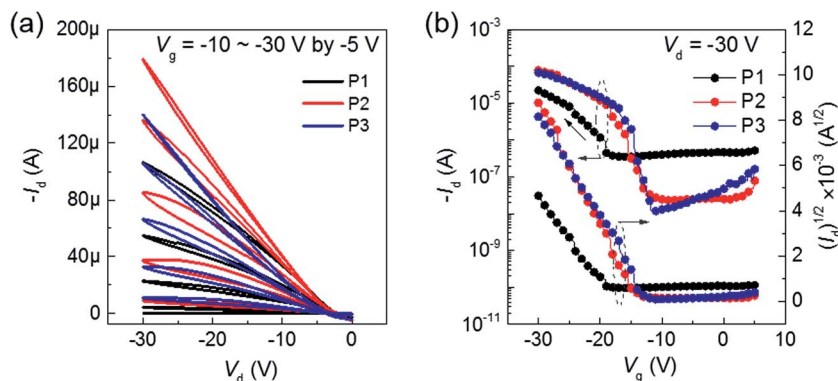 (a)
200μ
160μ
120μ
80μ
40μ
0
-I_d (A)
V_g = -10 ~ -30 V by -5 V
P1
P2
P3
-30
-20
-10
0
V_d (V)
(b)
10^-3
10^-5
10^-7
10^-9
10^-11
-I_d (A)
V_d = -30 V
P1
P2
P3
12
10
8
6
4
2
0
(I_d)^1/2 ×10^-3 (A^1/2)
-30
-20
-10
0
V_g (V)